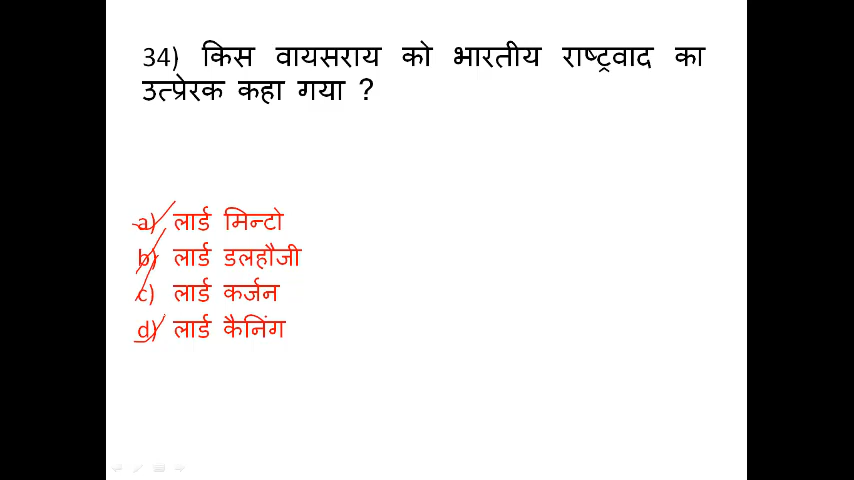 34) किस वायसराय को भारतीय राष्ट्रवाद का
उत्प्रेरक कहा गया ?
a) लार्ड मिन्टो
b) लार्ड डलहौजी
c) लार्ड कर्जन
d) लार्ड कैनिंग